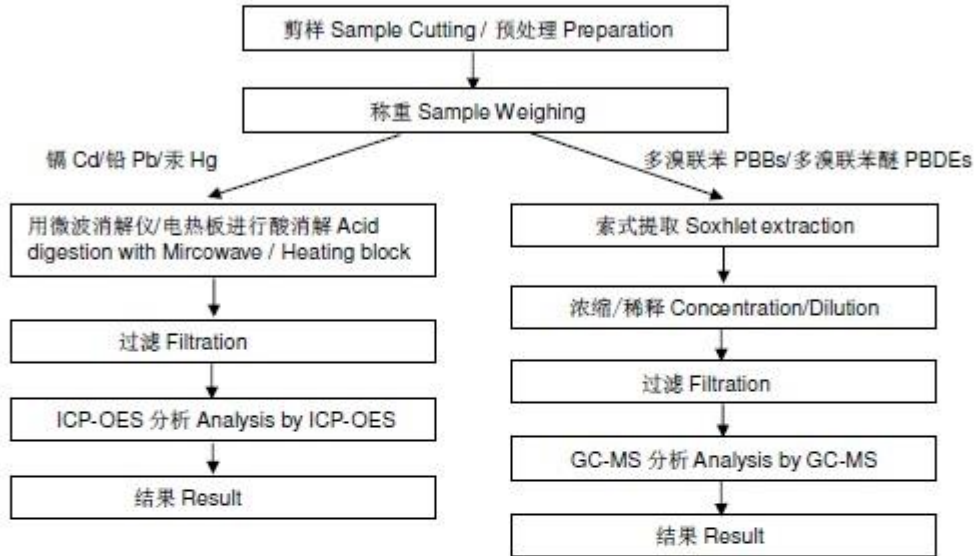 剪样 Sample Cutting / 预处理 Preparation
称重 Sample Weighing
镉 Cd/铅 Pb/汞 Hg
多溴联苯 PBBs/多溴联苯醚 PBDEs
用微波消解仪/电热板进行酸消解 Acid
digestion with Mircowave / Heating block
过滤 Filtration
ICP-OES 分析 Analysis by ICP-OES
结果 Result
索式提取 Soxhlet extraction
浓缩/稀释 Concentration/Dilution
过滤 Filtration
GC-MS 分析 Analysis by GC-MS
结果 Result